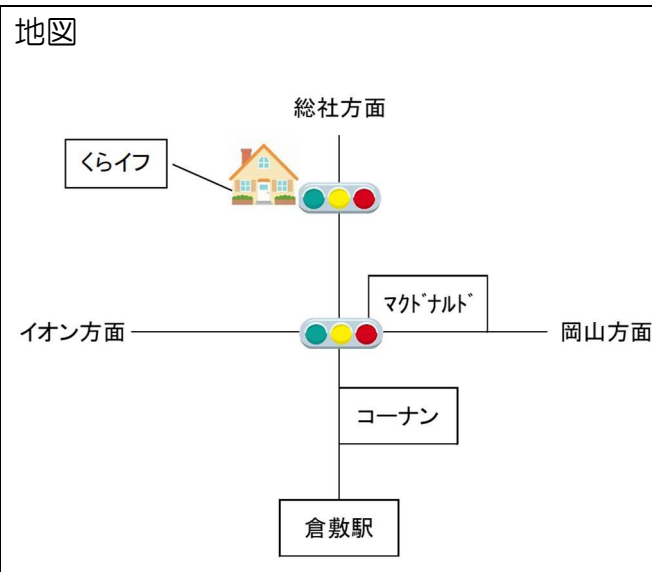 地図
総社方面
くらイフ
マクドナルド
イオン方面
岡山方面
コーナン
倉敷駅